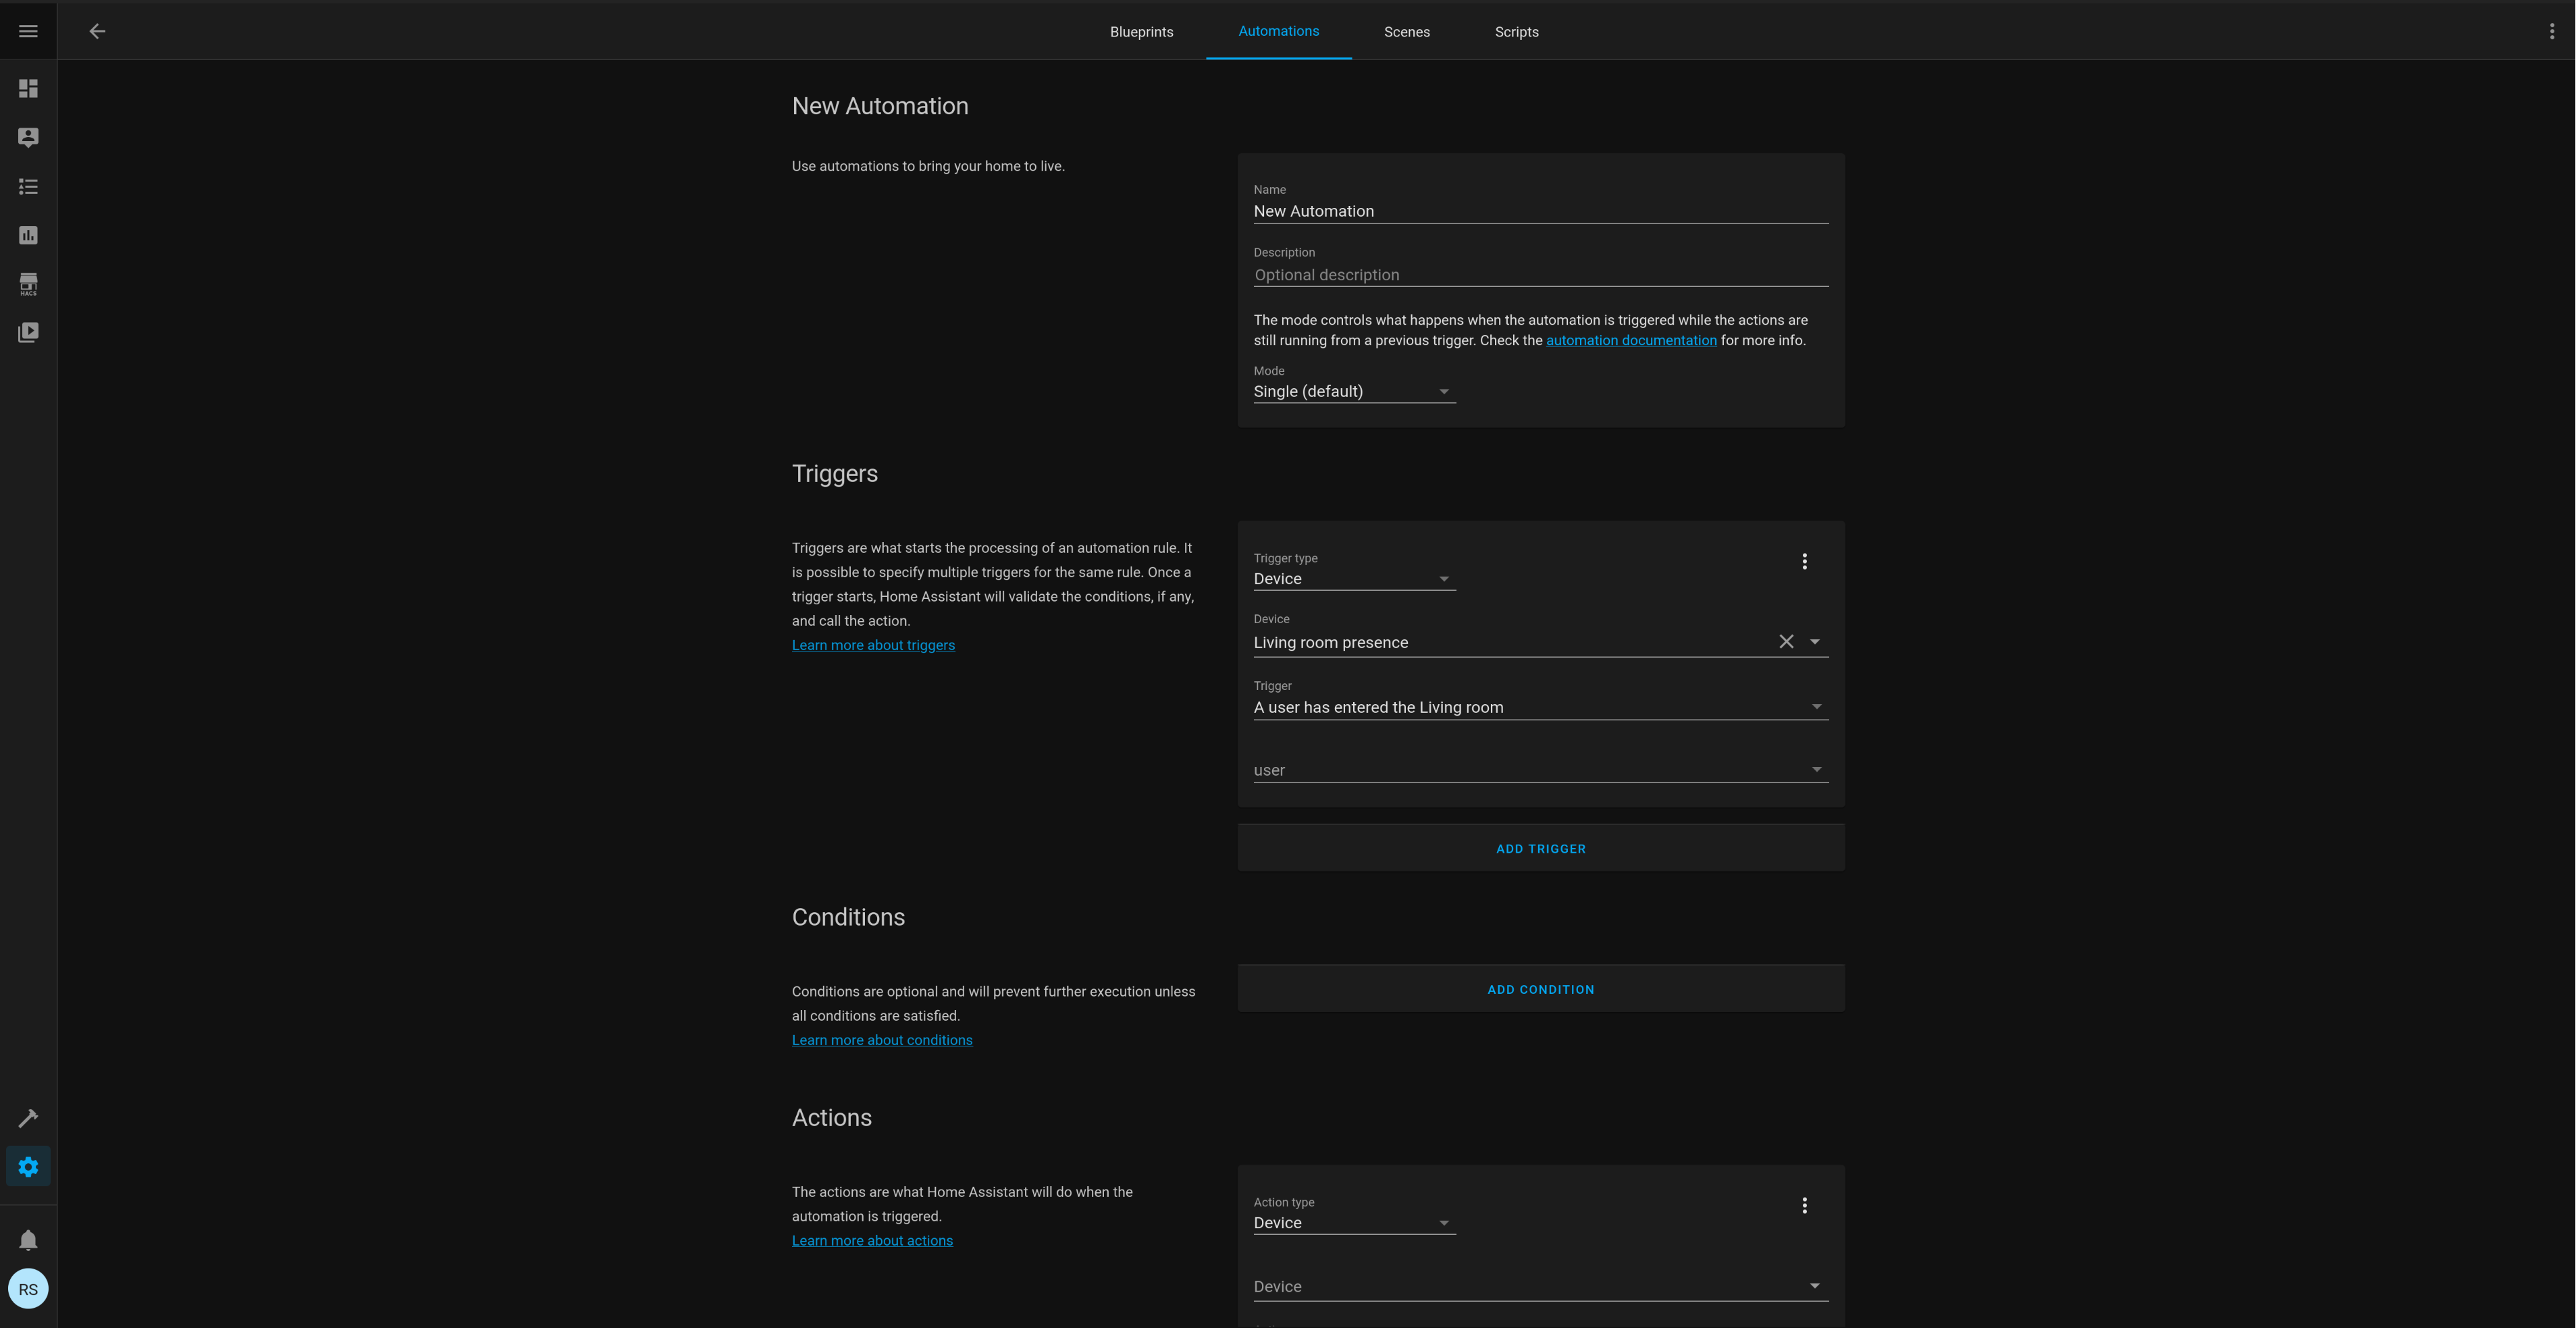 Blueprints
Automations
Scenes
Scripts
New Automation
Use automations to bring your home to live.
Name
New Automation
Description
Optional description
The mode controls what happens when the automation is triggered while the actions are
still running from a previous trigger. Check the automation documentation for more info.
Mode
Single (default)
Triggers
Triggers are what starts the processing of an automation rule. It
is possible to specify multiple triggers for the same rule. Once a
trigger starts, Home Assistant will validate the conditions, if any,
and call the action.
Learn more about triggers
Trigger type
Device
Device
Living room presence
Trigger
A user has entered the Living room
user
ADD TRIGGER
Conditions
Conditions are optional and will prevent further execution unless
all conditions are satisfied.
Learn more about conditions
ADD CONDITION
Actions
The actions are what Home Assistant will do when the
automation is triggered.
Learn more about actions
Action type
Device
Device
HACS
RS